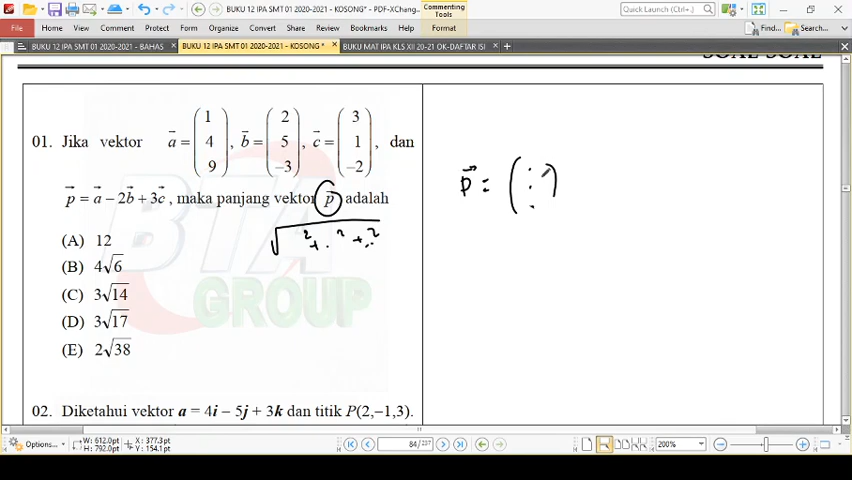 BUKU 12 IPA SMT 01 2020-2021 - KOSONG* - PDF-XChang
Commenting Tools
Quick Launch (Ctrl+.)
File Home View Comment Protect Form Organize Convert Share Review Bookmarks Help Format Find... Search...
BUKU 12 IPA SMT 01 2020-2021 - BAHAS × BUKU 12 IPA SMT 01 2020-2021 - KOSONG * × BUKU MAT IPA KLS XII 20-21 OK-DAFTAR ISI × +
01. Jika vektor a⃗ = (1 4 9), b⃗ = (2 5 −3), c⃗ = (3 1 −2), dan
p⃗ = a⃗ − 2b⃗ + 3c⃗, maka panjang vektor p⃗ adalah
√ ² + . ² + . ²
(A) 12
(B) 4√6
(C) 3√14
(D) 3√17
(E) 2√38
p⃗ = ( . . . )
BTA
GROUP
02. Diketahui vektor a = 4i − 5j + 3k dan titik P(2,−1,3).
Options... W: 612.0pt H: 792.0pt X: 377.3pt Y: 154.1pt 84 /237 200%